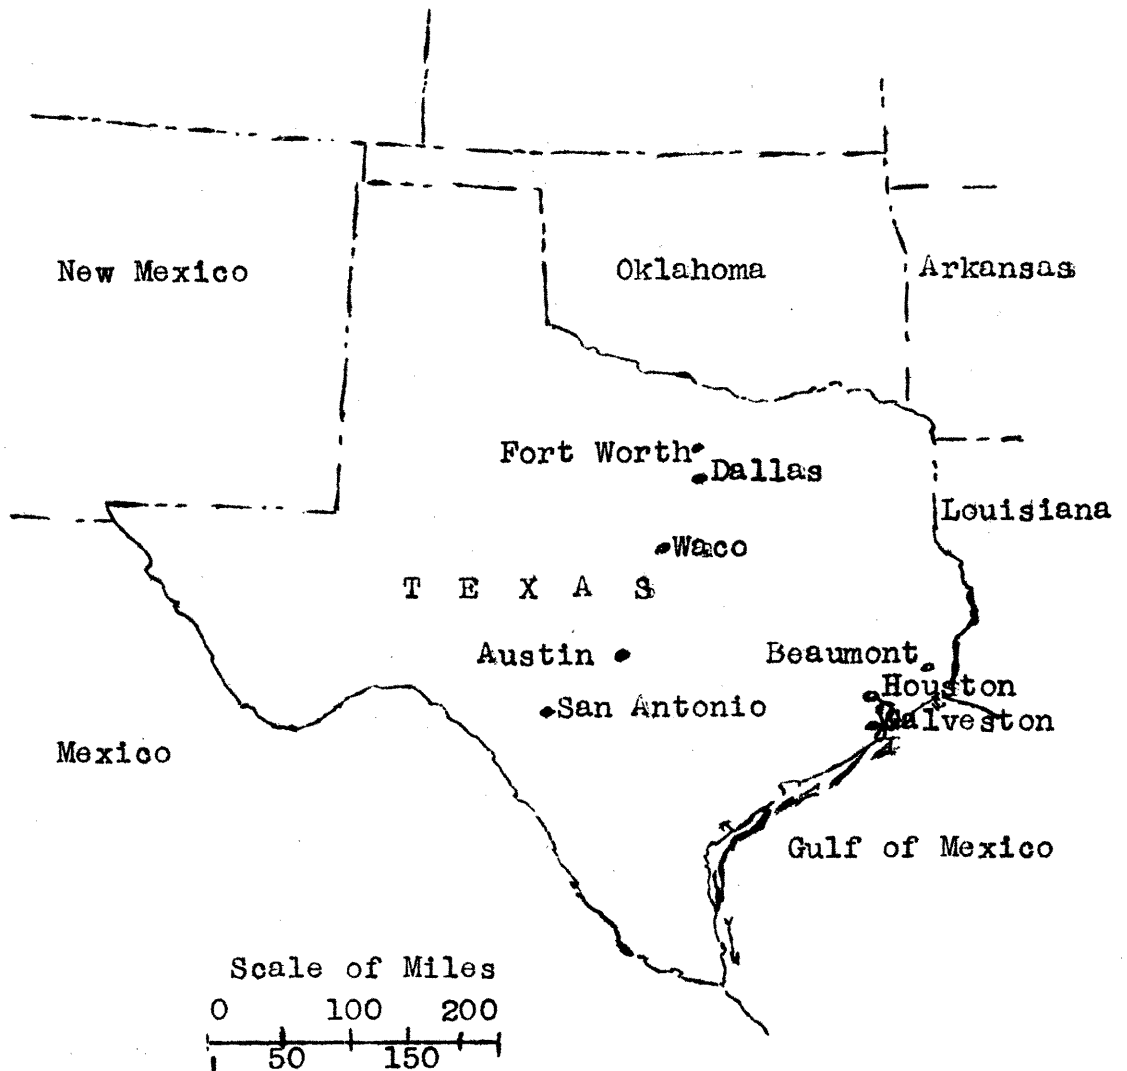 New Mexico
Oklahoma
Arkansas
Fort Worth
Dallas
Louisiana
Waco
T E X A S
Austin
Beaumont
Houston
San Antonio
Galveston
Mexico
Gulf of Mexico
Scale of Miles
0 100 200
50 150